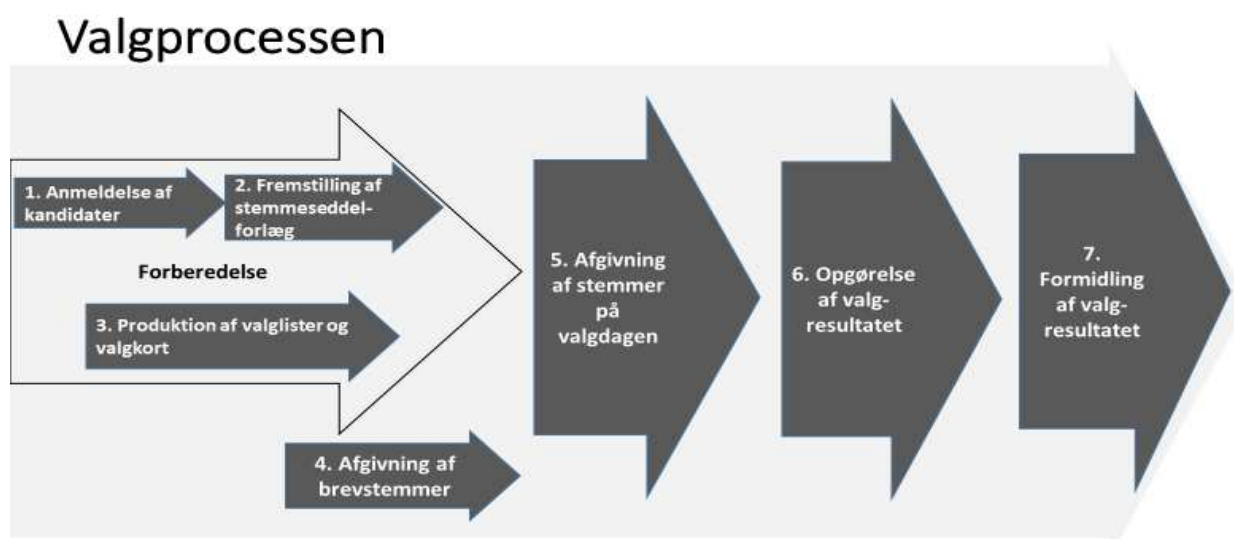 Valgprocessen
1. Anmeldelse af
kandidater
2. Fremstilling af
stemmeseddel-
forlæg
Forberedelse
3. Produktion af valglister og
valgkort
4. Afgivning af
brevstemmer
5. Afgivning
af stemmer
på
valgdagen
6. Opgørelse
af valg-
resultatet
7.
Formidling
af valg-
resultatet